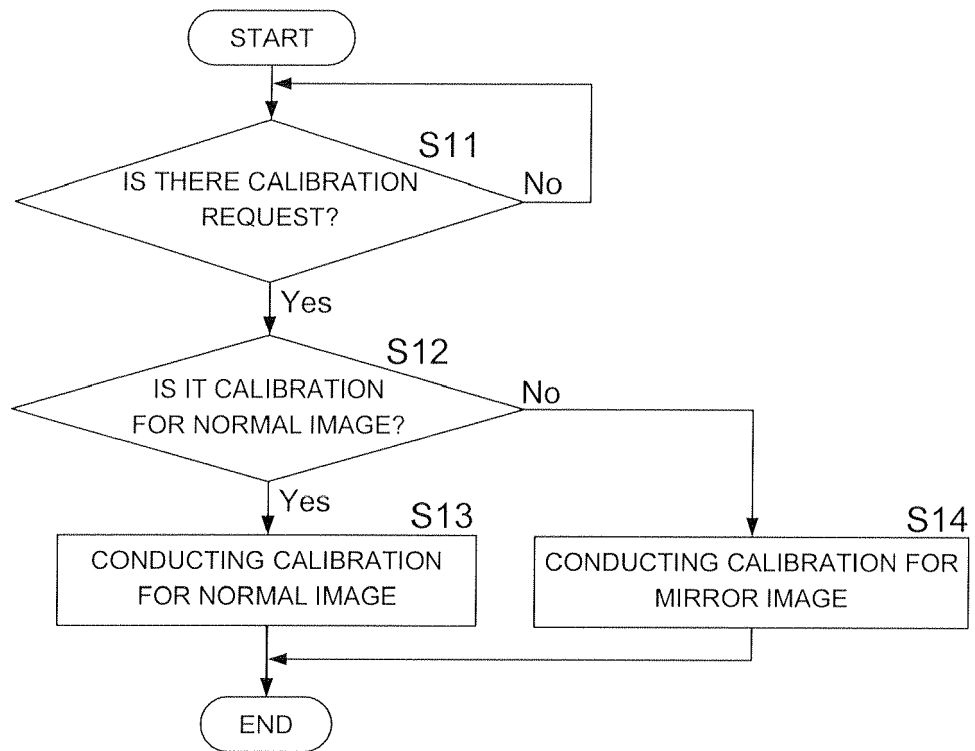 START
S11
IS THERE CALIBRATION
REQUEST?
No
Yes
S12
IS IT CALIBRATION
FOR NORMAL IMAGE?
No
Yes
S13
CONDUCTING CALIBRATION
FOR NORMAL IMAGE
S14
CONDUCTING CALIBRATION FOR
MIRROR IMAGE
END